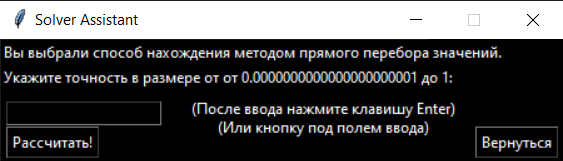 Solver Assistant
Вы выбрали способ нахождения методом прямого перебора значений.
Укажите точность в размере от от 0.0000000000000000000001 до 1:
(После ввода нажмите клавишу Enter)
(Или кнопку под полем ввода)
Рассчитать!
Вернуться